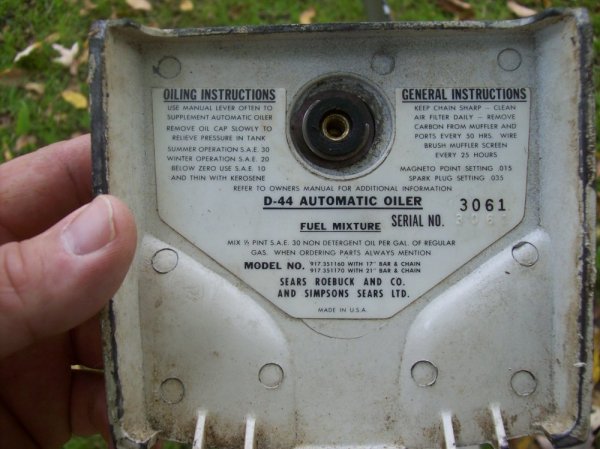 OILING INSTRUCTIONS
USE MANUAL LEVER OFTEN TO
SUPPLEMENT AUTOMATIC OILER
REMOVE OIL CAP SLOWLY TO
RELIEVE PRESSURE IN TANK
SUMMER OPERATION S.A.E. 30
WINTER OPERATION S.A.E. 20
BELOW ZERO USE S.A.E. 10
AND THIN WITH KEROSENE
GENERAL INSTRUCTIONS
KEEP CHAIN SHARP — CLEAN
AIR FILTER DAILY — REMOVE
CARBON FROM MUFFLER AND
PORTS EVERY 50 HRS. WIRE
BRUSH MUFFLER SCREEN
EVERY 25 HOURS
MAGNETO POINT SETTING .015
SPARK PLUG SETTING .035
REFER TO OWNERS MANUAL FOR ADDITIONAL INFORMATION
D-44 AUTOMATIC OILER
3061
FUEL MIXTURE
SERIAL NO.
MIX ½ PINT S.A.E. 30 NON DETERGENT OIL PER GAL. OF REGULAR
GAS. WHEN ORDERING PARTS ALWAYS MENTION
MODEL NO. 917 351160 WITH 17" BAR & CHAIN
917 351170 WITH 21" BAR & CHAIN
SEARS ROEBUCK AND CO.
AND SIMPSONS SEARS LTD.
MADE IN U.S.A.